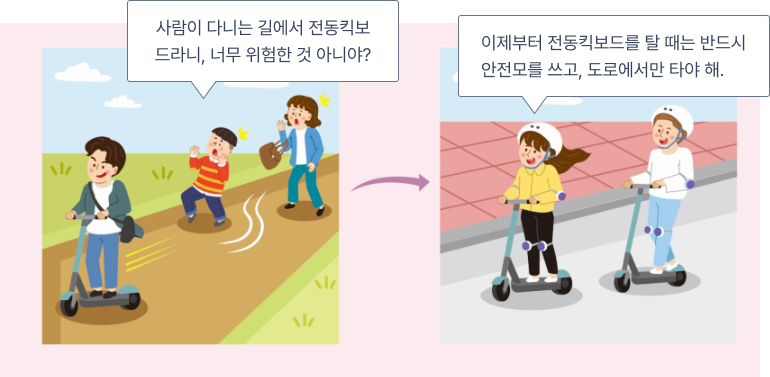 사람이 다니는 길에서 전동킥보
드라니, 너무 위험한 것 아니야?
이제부터 전동킥보드를 탈 때는 반드시
안전모를 쓰고, 도로에서만 타야 해.